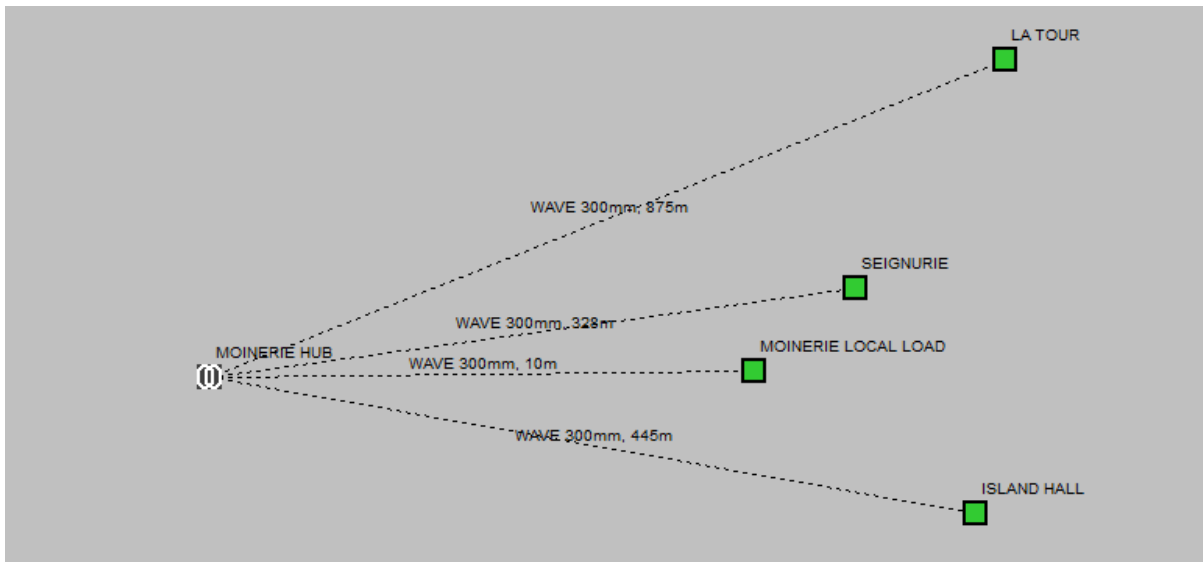 LA TOUR
WAVE 300mm, 875m
SEIGNURIE
WAVE 300mm, 328m
MOINERIE HUB
MOINERIE LOCAL LOAD
WAVE 300mm, 10m
WAVE 300mm, 445m
ISLAND HALL